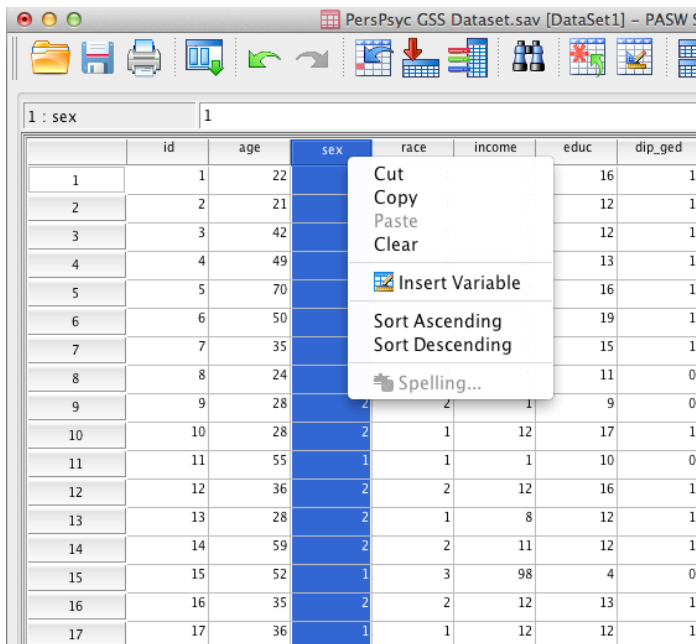 PersPsyc GSS Dataset.sav [DataSet1] – PASW S
1 : sex 1
id age sex race income educ dip_ged
1 1 22 16 1
2 2 21 12 1
3 3 42 12 1
4 4 49 13 1
5 5 70 16 1
6 6 50 19 1
7 7 35 15 1
8 8 24 11 0
9 9 28 2 2 1 9 0
10 10 28 2 1 12 17 1
11 11 55 1 1 1 10 0
12 12 36 2 2 12 16 1
13 13 28 2 1 8 12 1
14 14 59 2 2 11 12 1
15 15 52 1 3 98 4 0
16 16 35 2 2 12 13 1
17 17 36 1 1 12 12 1
Cut
Copy
Paste
Clear
Insert Variable
Sort Ascending
Sort Descending
Spelling...